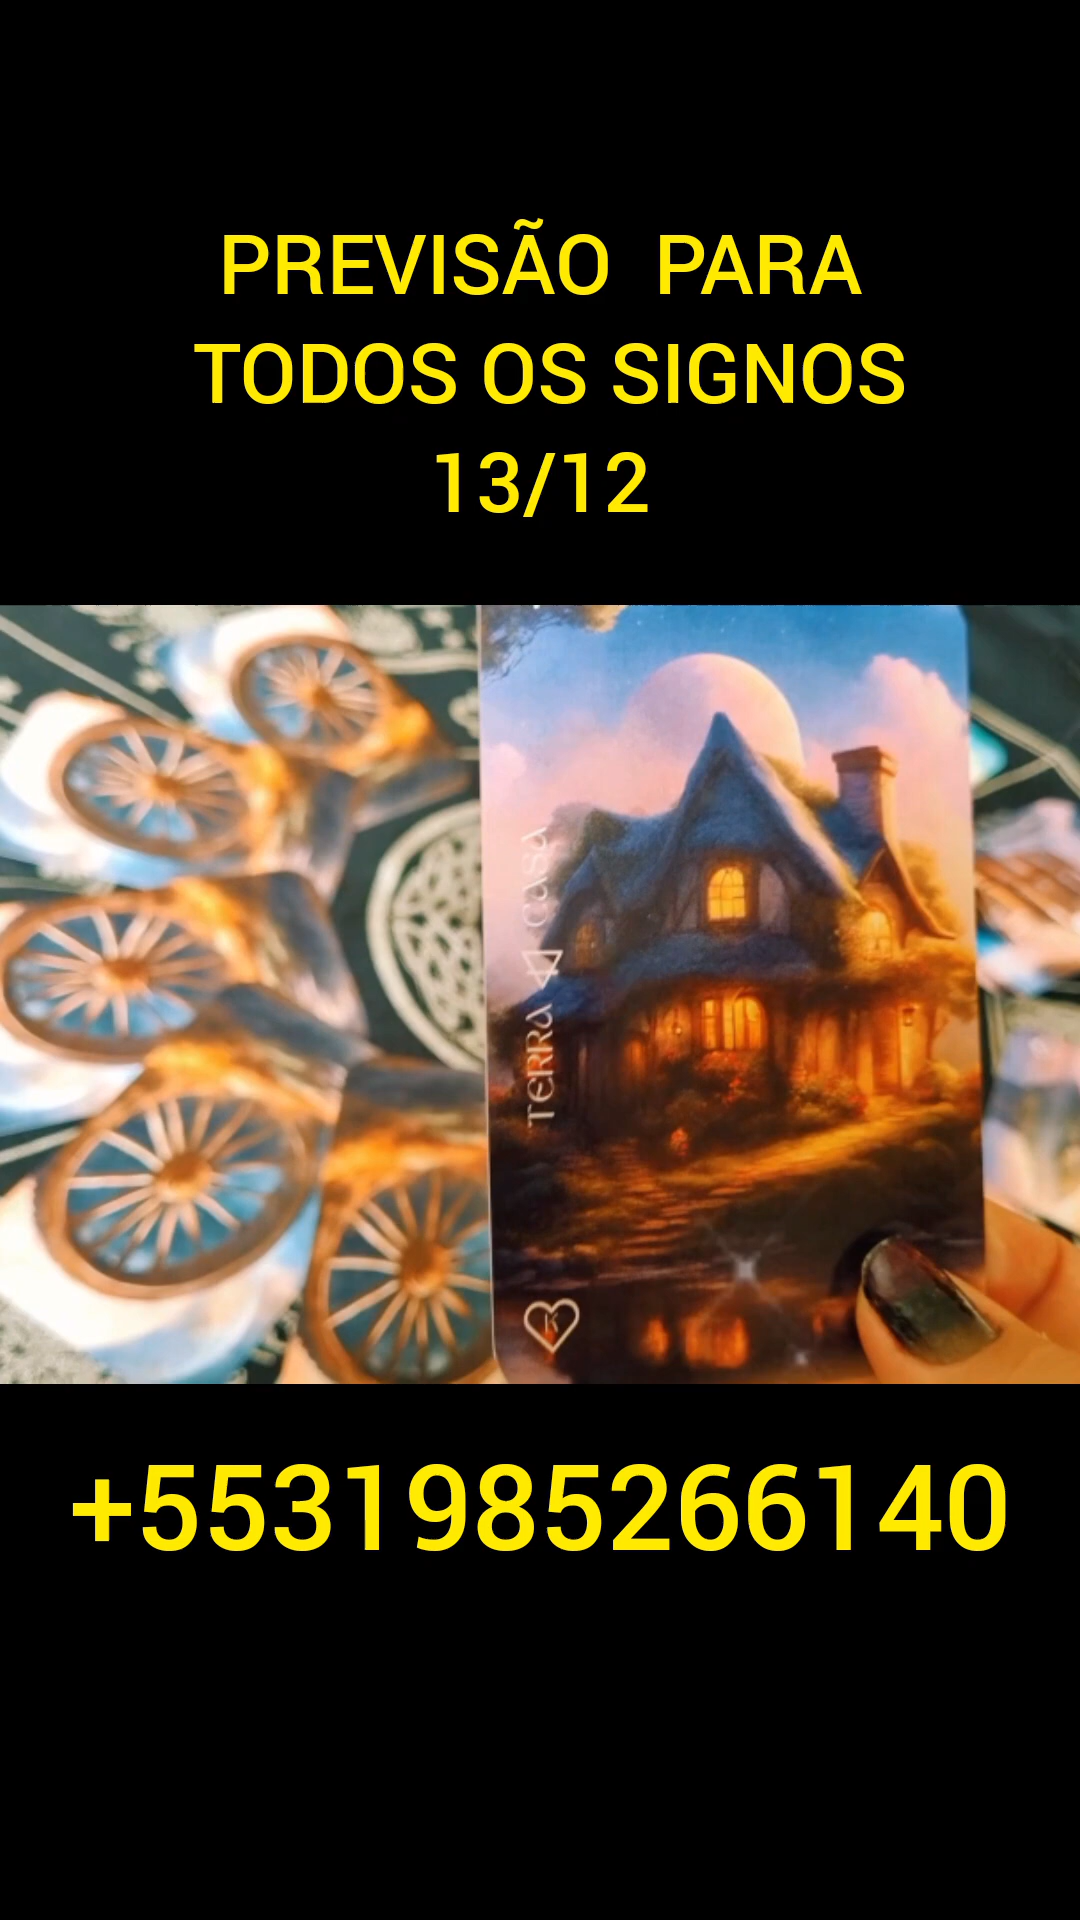 PREVISÃO PARA
TODOS OS SIGNOS
13/12
TERRA CASA
K
+5531985266140